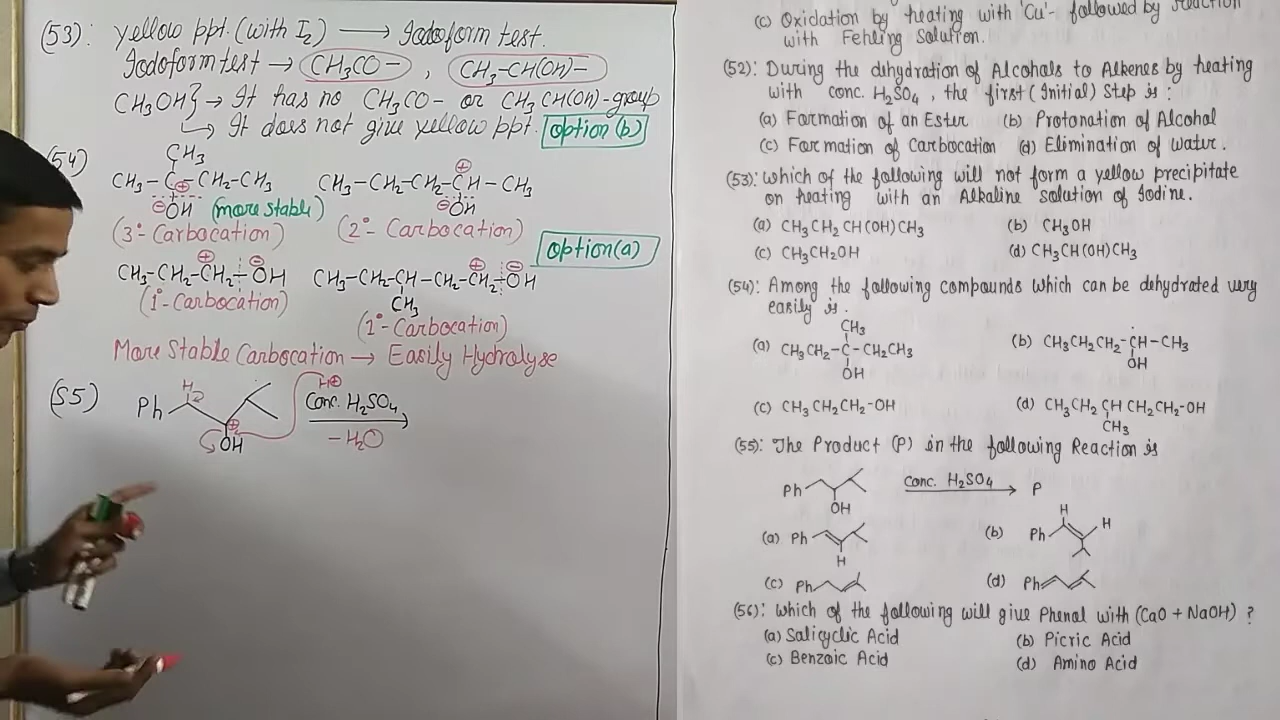 (53): Yellow ppt. (with I2) ⟶ Iodoform test.
Iodoform test → CH3CO– , CH3–CH(OH)–
CH3OH} → It has no CH3CO– or CH3CH(OH)–group
↳ It does not give yellow ppt. option(b)
(54)
CH3
CH3–C–CH2–CH3 CH3–CH2–CH2–CH–CH3
⊕ ⊕
⊖OH (more stable) ⊖OH
(3°-Carbocation) (2°- Carbocation)
option(a)
CH3–CH2–CH2–OH CH3–CH2–CH–CH2–CH2–OH
⊕ ⊖ ⊕ ⊖
CH3
(1°-Carbocation) (1°-Carbocation)
More Stable Carbocation → Easily Hydrolyse
(55)
Ph H2 ⊕ OH H⊕
Conc. H2SO4
–H2O
(c) Oxidation by heating with 'Cu'- followed by reaction
with Fehling Solution.
(52): During the dehydration of Alcohols to Alkenes by heating
with conc. H2SO4, the first (Initial) Step is :
(a) Formation of an Ester (b) Protonation of Alcohol
(c) Formation of Carbocation (d) Elimination of Water.
(53): Which of the following will not form a yellow precipitate
on heating with an Alkaline solution of Iodine.
(a) CH3CH2CH(OH)CH3 (b) CH3OH
(c) CH3CH2OH (d) CH3CH(OH)CH3
(54): Among the following compounds which can be dehydrated very
easily is.
CH3
(a) CH3CH2–C–CH2CH3 (b) CH3CH2CH2–CH–CH3
OH OH
(c) CH3CH2CH2–OH (d) CH3CH2CHCH2CH2–OH
CH3
(55): The Product (P) in the following Reaction is
Ph OH Conc. H2SO4 ⟶ P
(a) Ph H (b) Ph H H
(c) Ph (d) Ph
(56): Which of the following will give Phenol with (CaO + NaOH) ?
(a) Salicyclic Acid (b) Picric Acid
(c) Benzoic Acid (d) Amino Acid